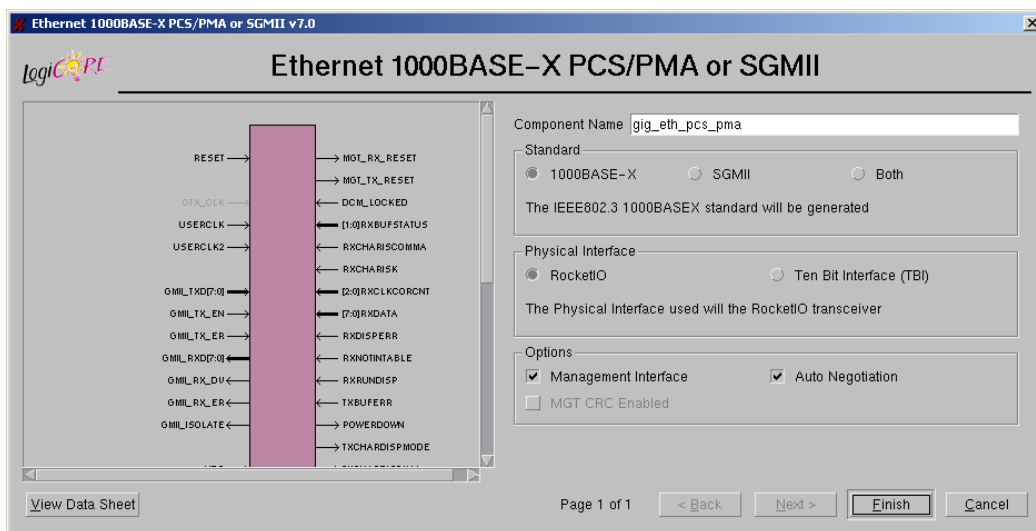 Ethernet 1000BASE-X PCS/PMA or SGMII v7.0
LogiCORE
Ethernet 1000BASE-X PCS/PMA or SGMII
RESET
GTX_CLK
USERCLK
USERCLK2
GMII_TXD[7:0]
GMII_TX_EN
GMII_TX_ER
GMII_RXD[7:0]
GMII_RX_DV
GMII_RX_ER
GMII_ISOLATE
MGT_RX_RESET
MGT_TX_RESET
DCM_LOCKED
[1:0]RXBUFSTATUS
RXCHARISCOMMA
RXCHARISK
[2:0]RXCLKCORCNT
[7:0]RXDATA
RXDISPERR
RXNOTINTABLE
RXRUNDISP
TXBUFERR
POWERDOWN
TXCHARDISPMODE
Component Name gig_eth_pcs_pma
Standard
1000BASE-X SGMII Both
The IEEE802.3 1000BASEX standard will be generated
Physical Interface
RocketIO Ten Bit Interface (TBI)
The Physical Interface used will the RocketIO transceiver
Options
Management Interface Auto Negotiation
MGT CRC Enabled
View Data Sheet Page 1 of 1 < Back Next > Finish Cancel